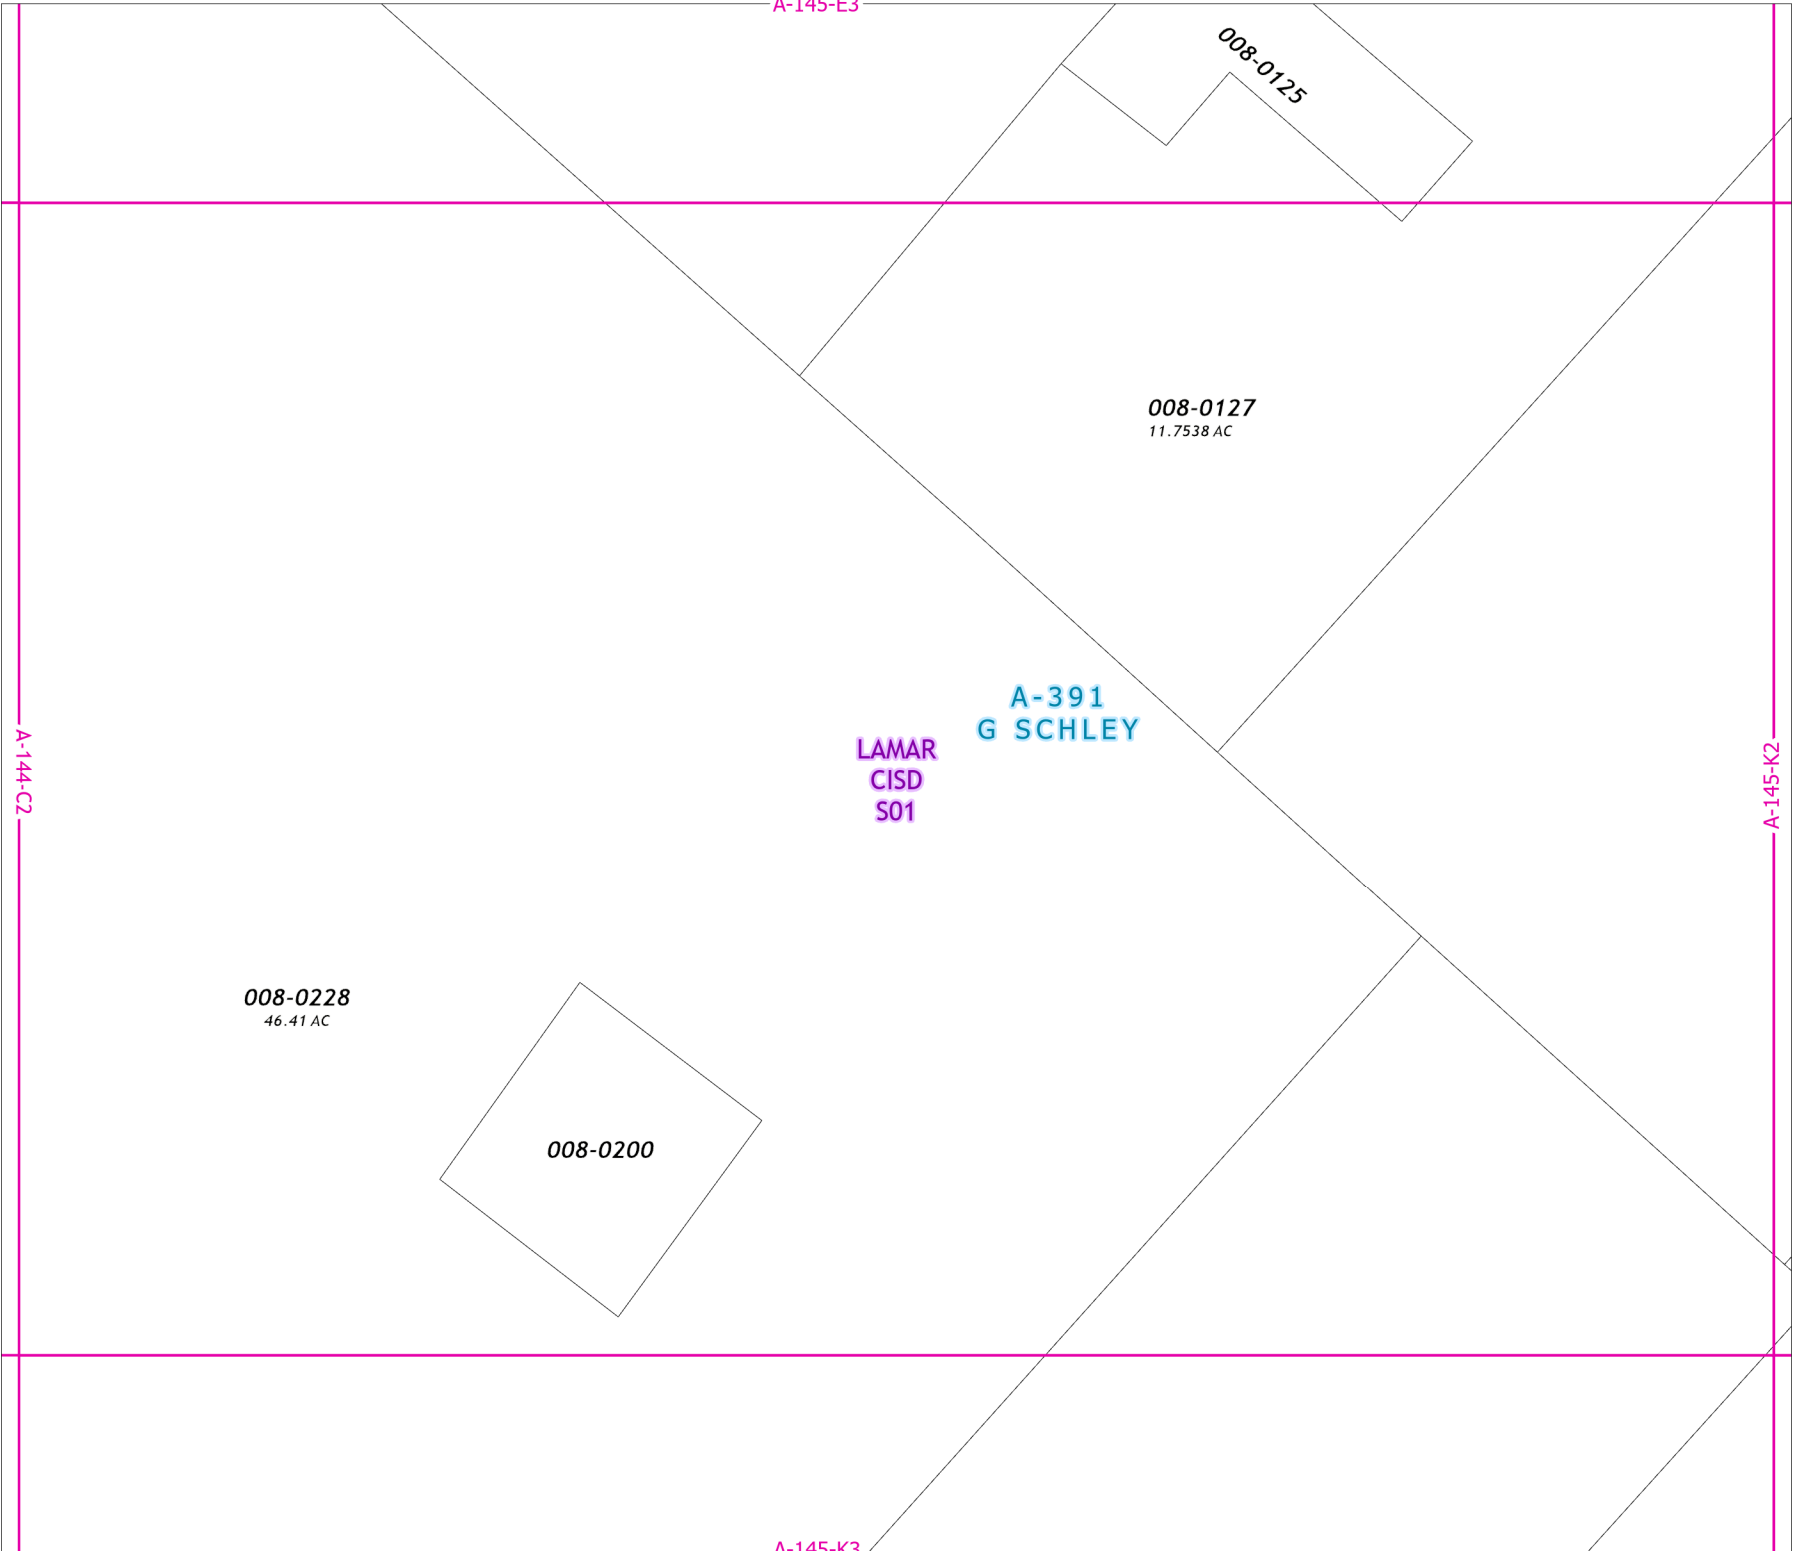 A-145-E3
008-0125
008-0127
11.7538 AC
A-391
G SCHLEY
LAMAR
CISD
S01
A-144-C2
A-145-K2
008-0228
46.41 AC
008-0200
A-145-K3